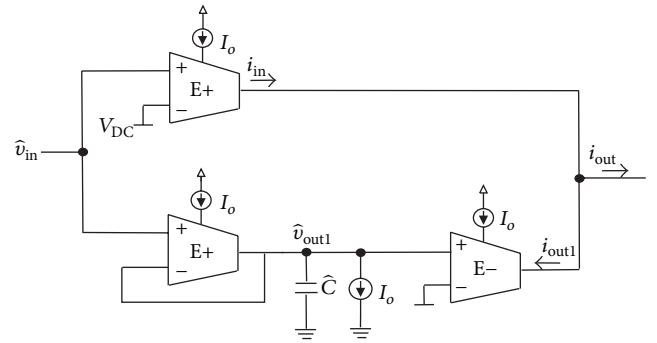 I_o
i_in
+
E+
−
V_DC
v̂_in
i_out
I_o
I_o
+
v̂_out1
E+
+
i_out1
−
Ĉ
I_o
E−
−